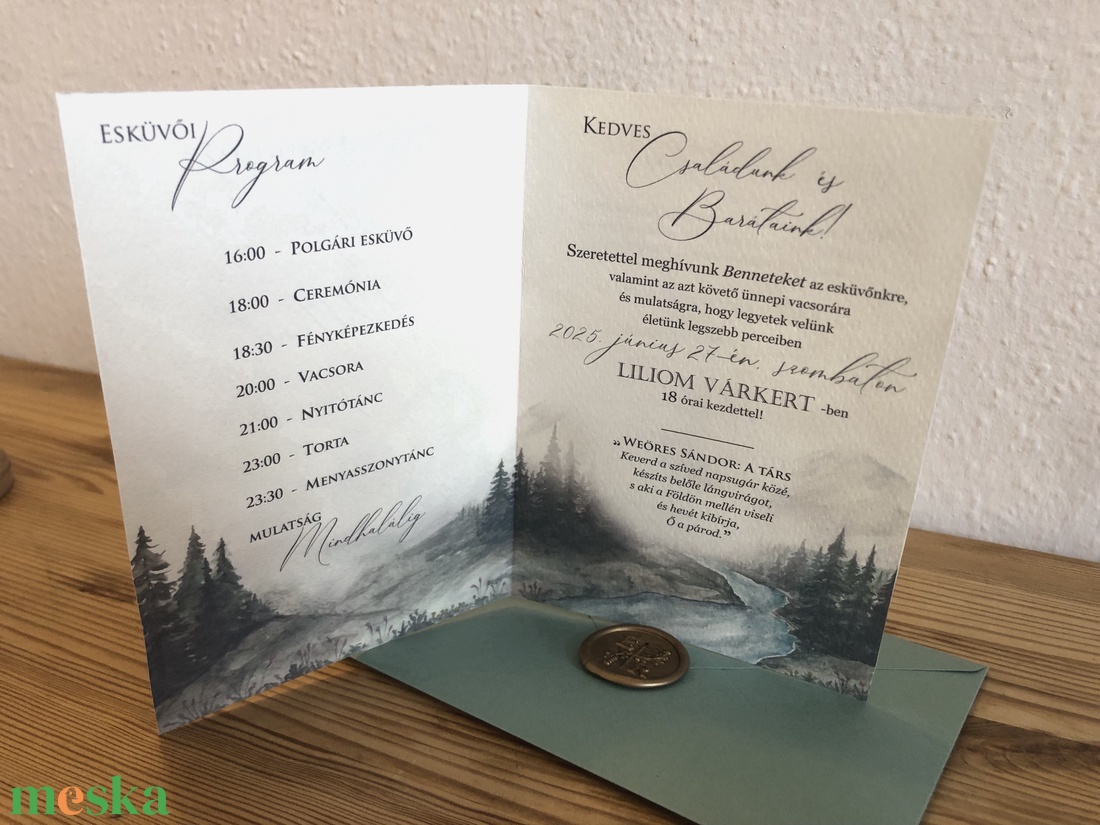 Esküvői
Program
16:00 - Polgári esküvő
18:00 - Ceremónia
18:30 - Fényképezkedés
20:00 - Vacsora
21:00 - Nyitótánc
23:00 - Torta
23:30 - Menyasszonytánc
mulatság
Mindhalálig
Kedves
Családunk és
Barátaink!
Szeretettel meghívunk Benneteket az esküvőnkre,
valamint az azt követő ünnepi vacsorára
és mulatságra, hogy legyetek velünk
életünk legszebb perceiben
2025. június 27-én, szombaton
LILIOM VÁRKERT -ben
18 órai kezdettel!
„Weöres Sándor: A társ
Keverd a szíved napsugár közé,
készíts belőle lángvirágot,
s aki a Földön mellén viseli
és hevét kibírja,
Ő a párod.”
meska